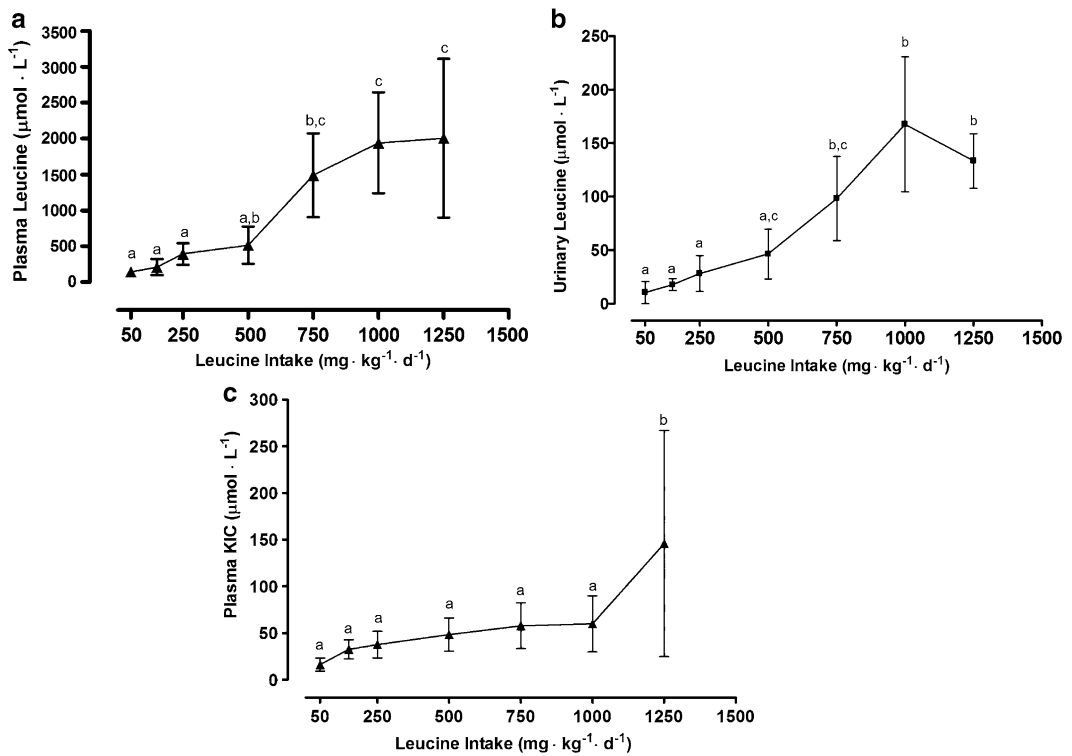 a
Plasma Leucine (μmol · L⁻¹)
3500
3000
2500
2000
1500
1000
500
0
a
a
a
a,b
b,c
c
c
50
250
500
750
1000
1250
1500
Leucine Intake (mg· kg⁻¹· d⁻¹)
b
Urinary Leucine (μmol · L⁻¹)
250
200
150
100
50
0
a
a
a
a,c
b,c
b
b
50
250
500
750
1000
1250
1500
Leucine Intake (mg· kg⁻¹· d⁻¹)
c
Plasma KIC (μmol · L⁻¹)
300
250
200
150
100
50
0
a
a
a
a
a
a
b
50
250
500
750
1000
1250
1500
Leucine Intake (mg· kg⁻¹· d⁻¹)